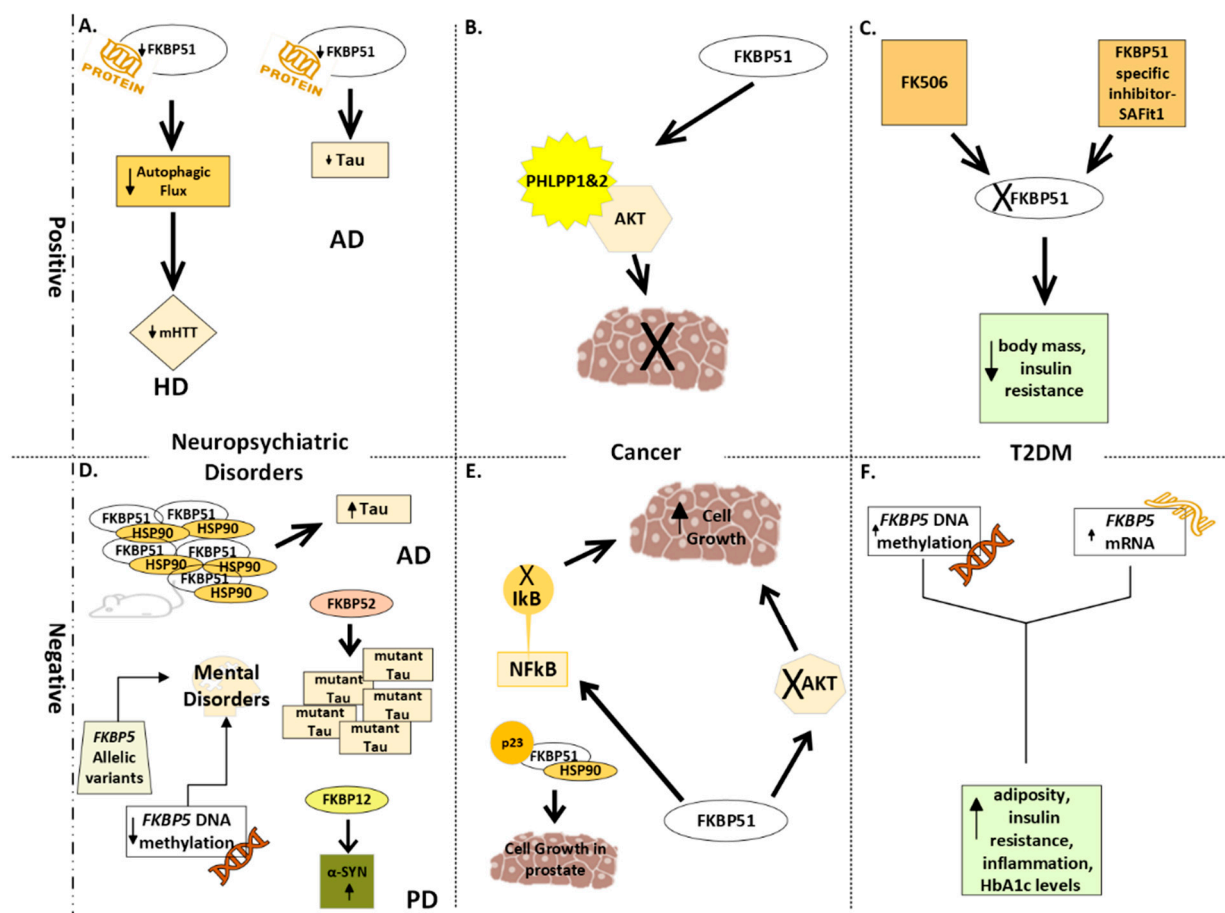 A.
↓FKBP51
PROTEIN
↓FKBP51
PROTEIN
↓ Autophagic
Flux
↓ Tau
AD
↓ mHTT
HD
Positive
B.
FKBP51
PHLPP1&2
AKT
X
C.
FK506
FKBP51
specific
inhibitor-
SAFit1
XFKBP51
↓ body mass,
insulin
resistance
Neuropsychiatric
Disorders
Cancer
T2DM
Negative
D.
FKBP51
FKBP51
HSP90
HSP90
FKBP51
FKBP51
HSP90
HSP90
FKBP51
HSP90
↑ Tau
AD
FKBP52
mutant
Tau
mutant
Tau
mutant
Tau
mutant
Tau
mutant
Tau
Mental
Disorders
FKBP5
Allelic
variants
↓ FKBP5 DNA
methylation
FKBP12
α-SYN
↑
PD
E.
↑ Cell
Growth
X
IkB
NFkB
XAKT
p23
FKBP51
HSP90
FKBP51
Cell Growth in
prostate
F.
↑ FKBP5 DNA
methylation
↑ FKBP5
mRNA
↑ adiposity,
insulin
resistance,
inflammation,
HbA1c levels